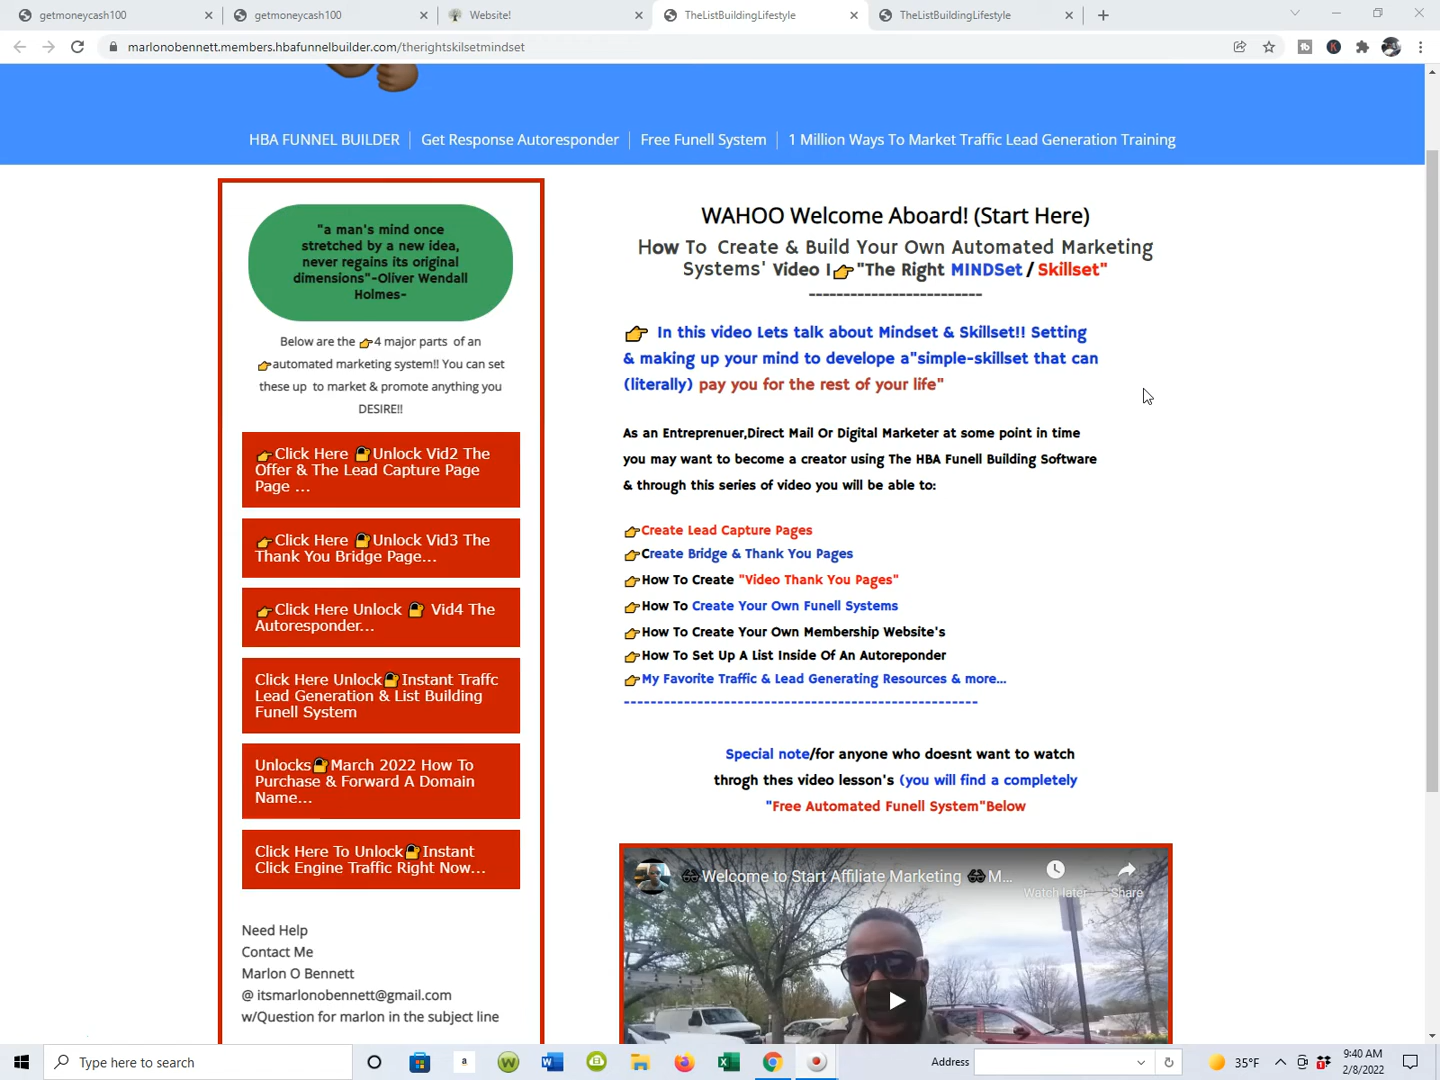 getmoneycash100
getmoneycash100
Website!
TheListBuildingLifestyle
TheListBuildingLifestyle
marlonobennett.members.hbafunnelbuilder.com/therightskilsetmindset
HBA FUNNEL BUILDER
Get Response Autoresponder
Free Funell System
1 Million Ways To Market Traffic Lead Generation Training
"a man's mind once
stretched by a new idea,
never regains its original
dimensions"-Oliver Wendall
Holmes-
Below are the 👉4 major parts of an
👉automated marketing system!! You can set
these up to market & promote anything you
DESIRE!!
👉Click Here 🔐Unlock Vid2 The
Offer & The Lead Capture Page
Page ...
👉Click Here 🔐Unlock Vid3 The
Thank You Bridge Page...
👉Click Here Unlock 🔐 Vid4 The
Autoresponder...
Click Here Unlock🔐Instant Traffc
Lead Generation & List Building
Funell System
Unlocks🔐March 2022 How To
Purchase & Forward A Domain
Name...
Click Here To Unlock🔐Instant
Click Engine Traffic Right Now...
Need Help
Contact Me
Marlon O Bennett
@ itsmarlonobennett@gmail.com
w/Question for marlon in the subject line
WAHOO Welcome Aboard! (Start Here)
How To Create & Build Your Own Automated Marketing
Systems' Video I👉"The Right MINDSet / Skillset"
-------------------------
👉 In this video Lets talk about Mindset & Skillset!! Setting
& making up your mind to develope a"simple-skillset that can
(literally) pay you for the rest of your life"
As an Entreprenuer,Direct Mail Or Digital Marketer at some point in time
you may want to become a creator using The HBA Funell Building Software
& through this series of video you will be able to:
👉Create Lead Capture Pages
👉Create Bridge & Thank You Pages
👉How To Create "Video Thank You Pages"
👉How To Create Your Own Funell Systems
👉How To Create Your Own Membership Website's
👉How To Set Up A List Inside Of An Autoreponder
👉My Favorite Traffic & Lead Generating Resources & more...
----------------------------------------------------
Special note/for anyone who doesnt want to watch
throgh thes video lesson's (you will find a completely
"Free Automated Funell System"Below
🕶Welcome to Start Affiliate Marketing 🕶M...
Watch later
Share
Type here to search
Address
35°F
9:40 AM
2/8/2022